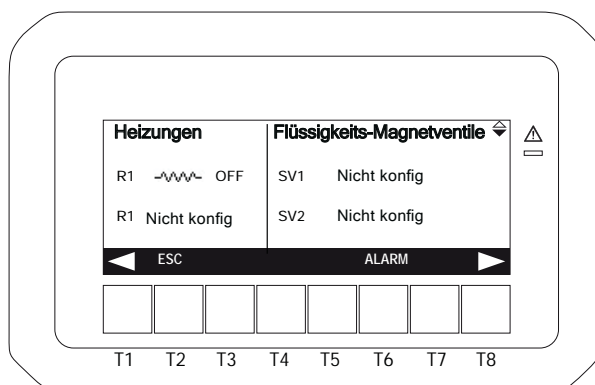 Heizungen Flüssigkeits-Magnetventile
R1 OFF SV1 Nicht konfig
R1 Nicht konfig SV2 Nicht konfig
ESC ALARM
T1 T2 T3 T4 T5 T6 T7 T8